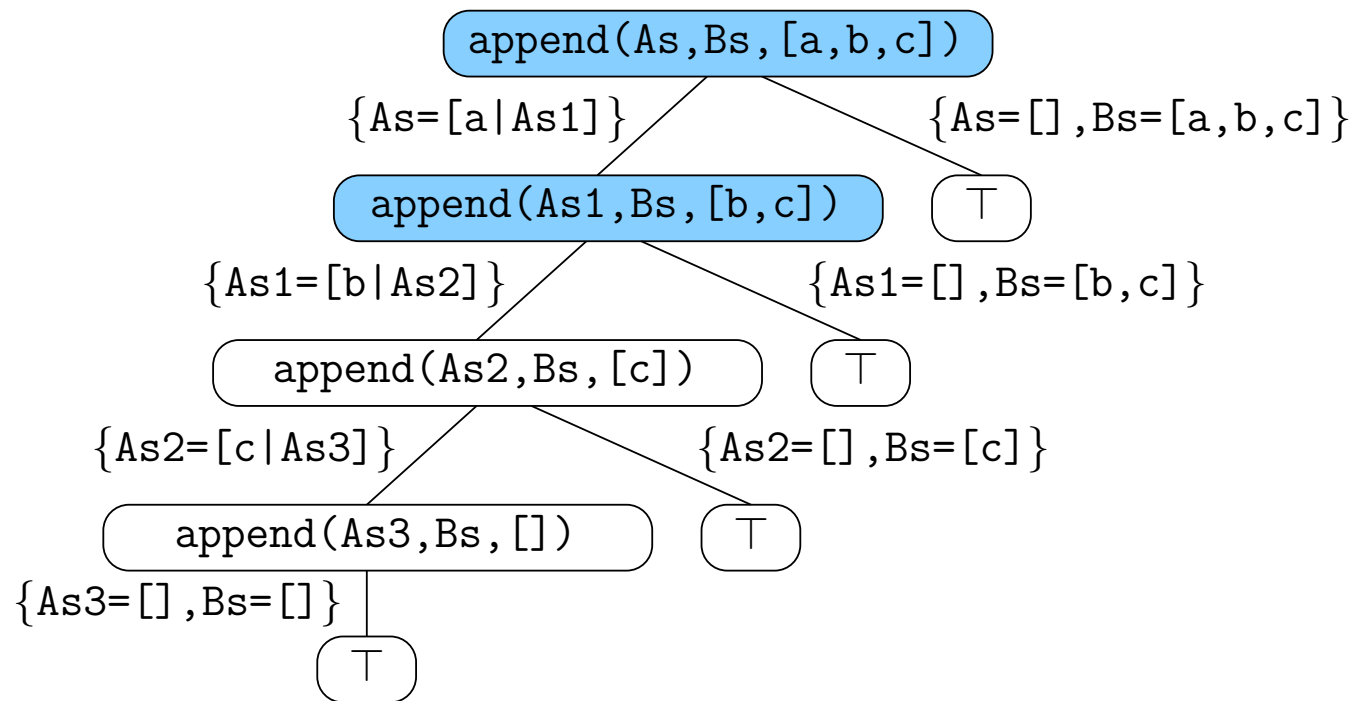 append(As,Bs,[a,b,c])
{As=[a|As1]} {As=[],Bs=[a,b,c]}
append(As1,Bs,[b,c]) ⊤
{As1=[b|As2]} {As1=[],Bs=[b,c]}
append(As2,Bs,[c]) ⊤
{As2=[c|As3]} {As2=[],Bs=[c]}
append(As3,Bs,[]) ⊤
{As3=[],Bs=[]}
⊤